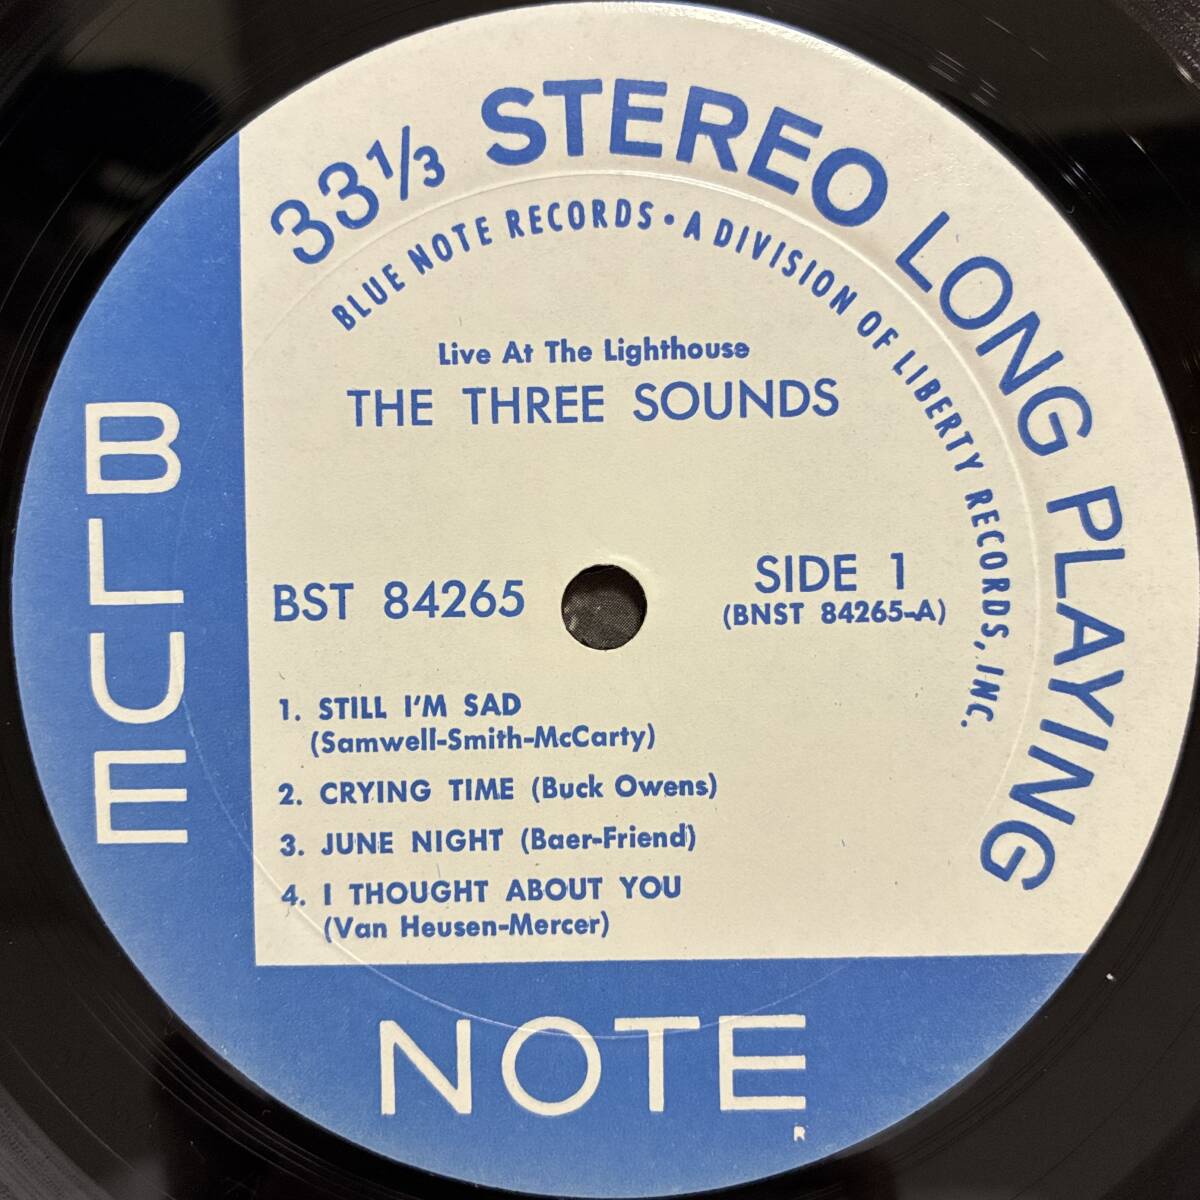 33⅓ STEREO LONG PLAYING
BLUE NOTE RECORDS • A DIVISION OF LIBERTY RECORDS, INC.
Live At The Lighthouse
THE THREE SOUNDS
BST 84265
SIDE 1
(BNST 84265-A)
1. STILL I'M SAD
(Samwell-Smith-McCarty)
2. CRYING TIME (Buck Owens)
3. JUNE NIGHT (Baer-Friend)
4. I THOUGHT ABOUT YOU
(Van Heusen-Mercer)
BLUE
NOTE
R